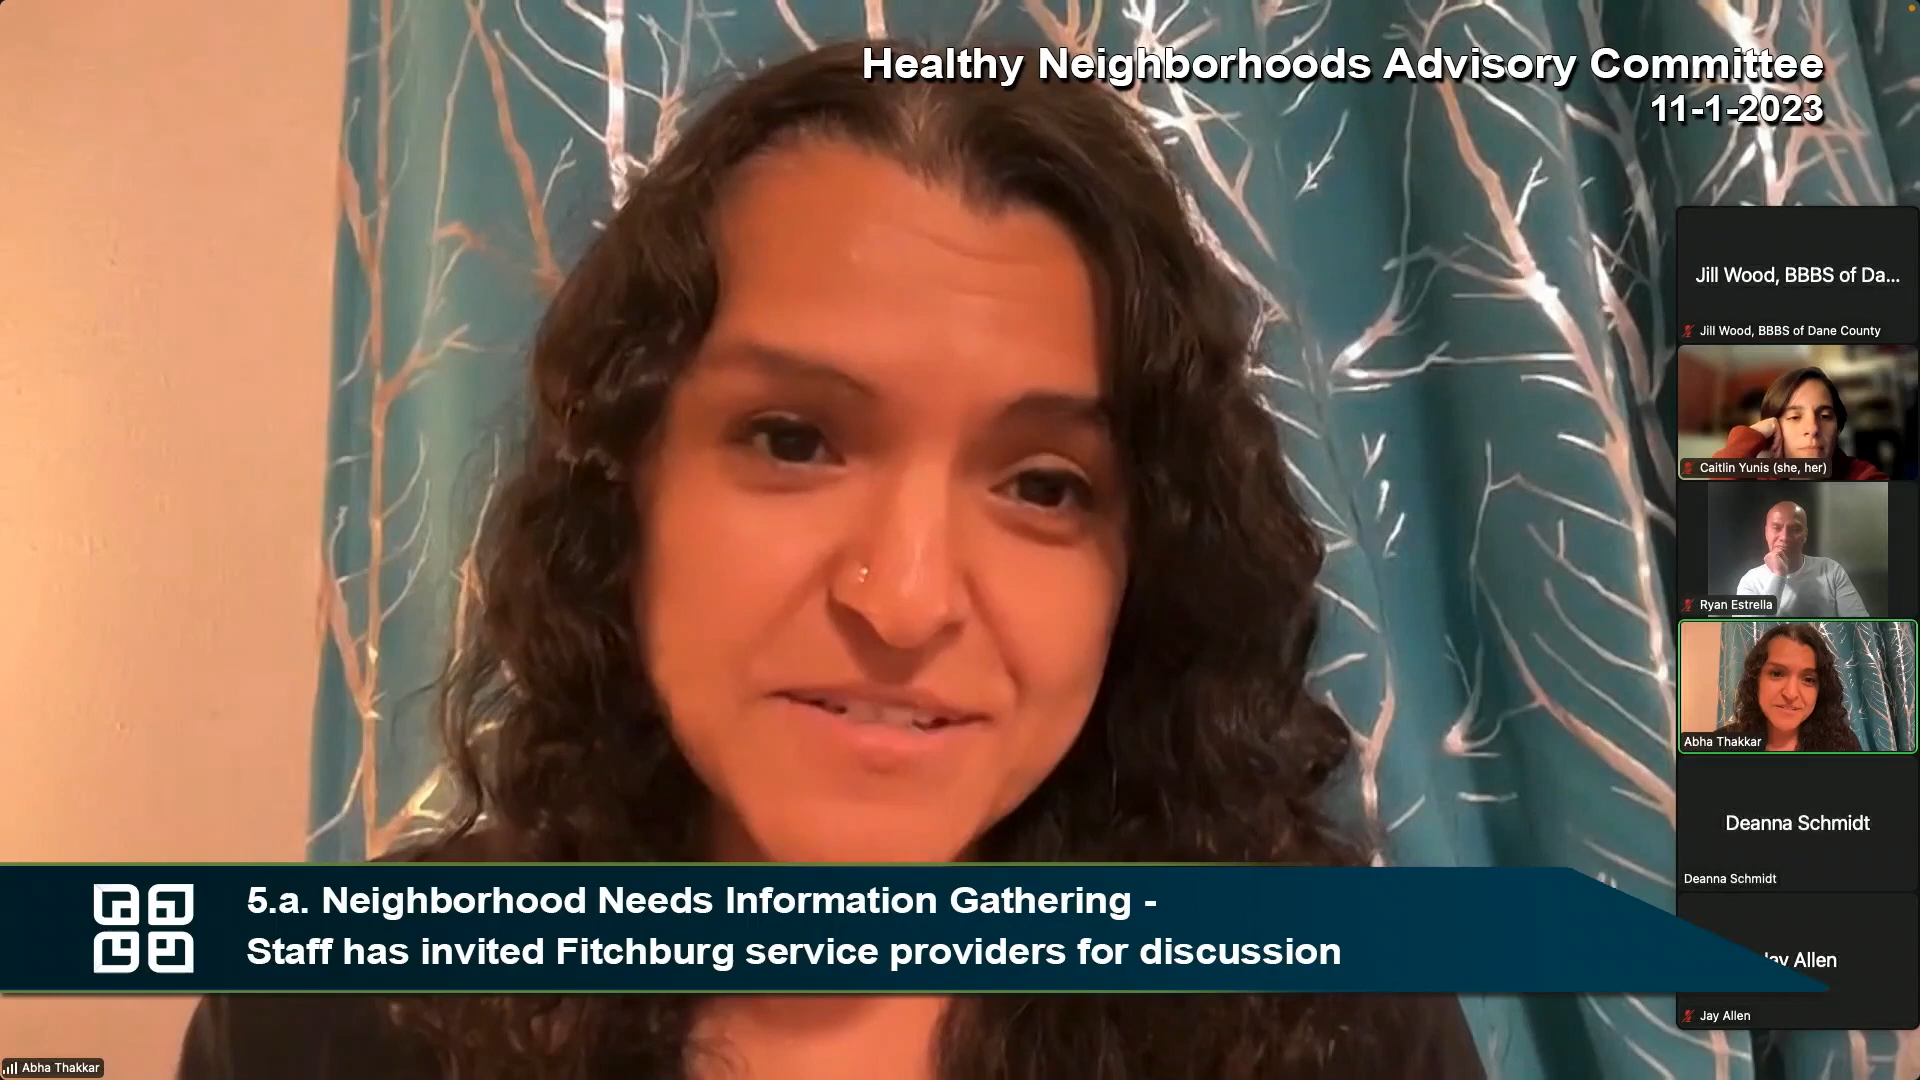 Healthy Neighborhoods Advisory Committee
11-1-2023
Jill Wood, BBBS of Da...
Jill Wood, BBBS of Dane County
Caitlin Yunis (she, her)
Ryan Estrella
Abha Thakkar
Deanna Schmidt
Deanna Schmidt
Jay Allen
Jay Allen
5.a. Neighborhood Needs Information Gathering -
Staff has invited Fitchburg service providers for discussion
Abha Thakkar